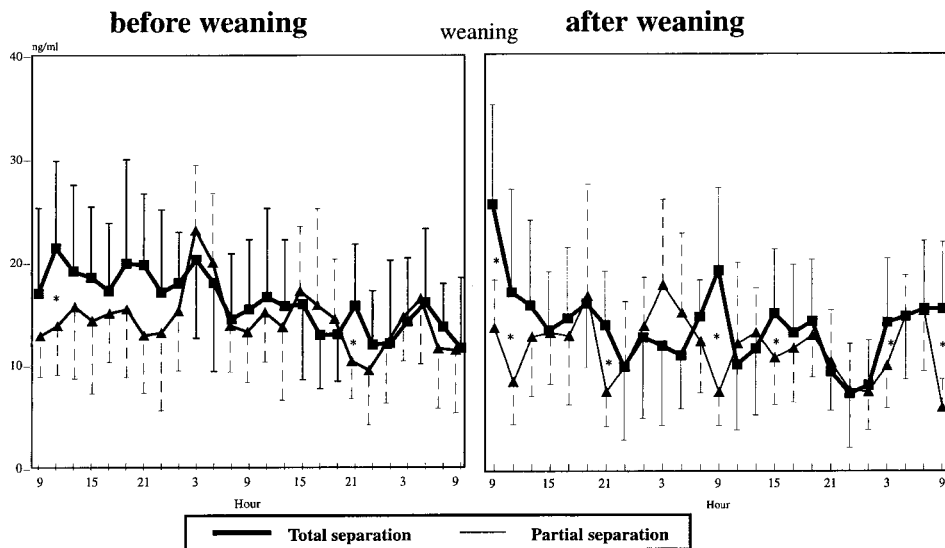 before weaning weaning after weaning
ng/ml
40
30
20
10
0
* * * * * * * * *
9 15 21 3 9 15 21 3 9 9 15 21 3 9 15 21 3 9
Hour Hour
Total separation Partial separation